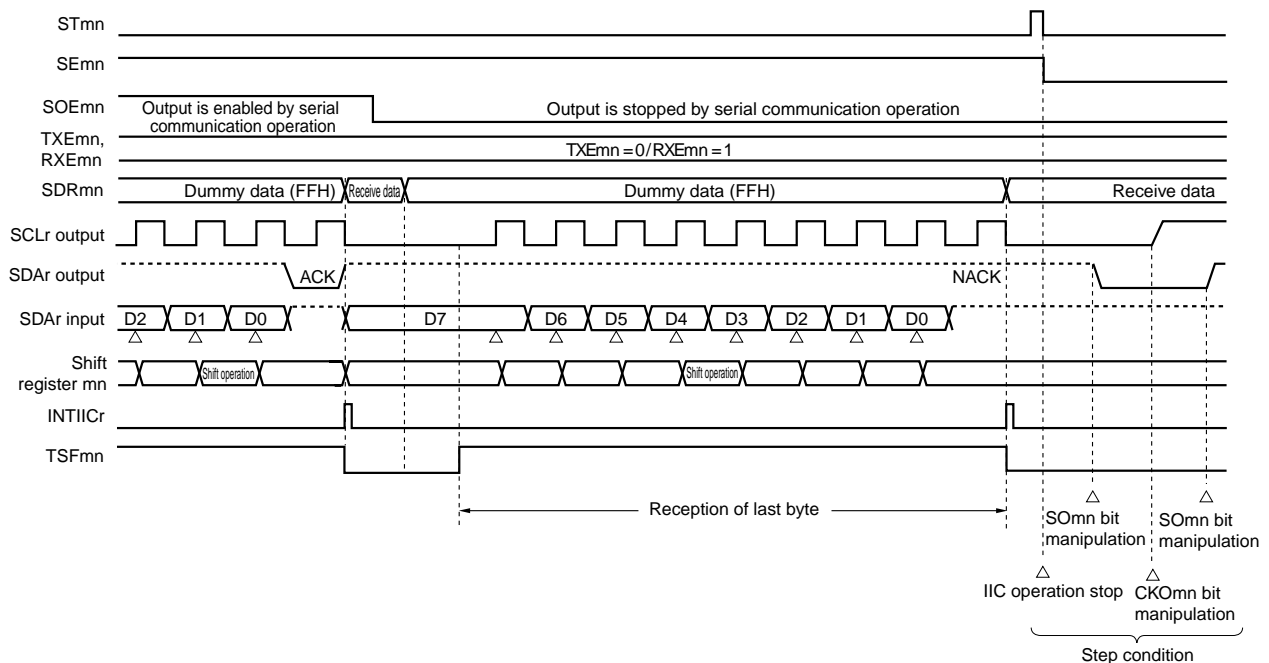 STmn
SEmn
SOEmn
Output is enabled by serial
communication operation
Output is stopped by serial communication operation
TXEmn,
RXEmn
TXEmn = 0 / RXEmn = 1
SDRmn
Dummy data (FFH)
Receive data
Dummy data (FFH)
Receive data
SCLr output
SDAr output
ACK
NACK
SDAr input
D2
D1
D0
D7
D6
D5
D4
D3
D2
D1
D0
Shift
register mn
Shift operation
Shift operation
INTIICr
TSFmn
Reception of last byte
SOmn bit
manipulation
SOmn bit
manipulation
IIC operation stop
CKOmn bit
manipulation
Step condition